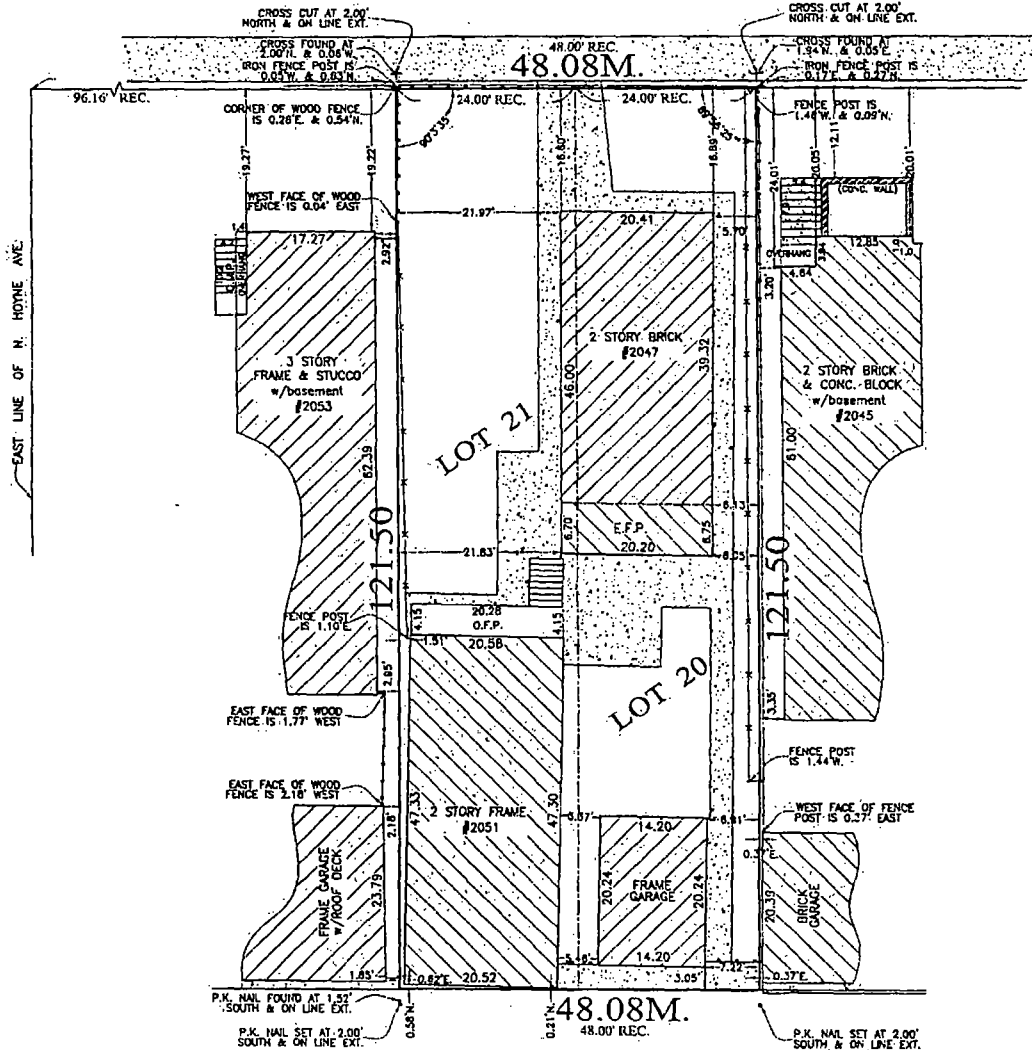 CROSS CUT AT 2.00'
NORTH & ON LINE EXT.
CROSS CUT AT 2.00'
NORTH & ON LINE EXT.
CROSS FOUND AT
2.00'N. & 0.06'W.
48.00' REC.
48.08M.
CROSS FOUND AT
1.94'N. & 0.05'E.
IRON FENCE POST IS
0.05'W. & 0.83'N.
IRON FENCE POST IS
0.17'E. & 0.27'N.
96.16' REC.
24.00' REC.
24.00' REC.
CORNER OF WOOD FENCE
IS 0.28'E. & 0.54'N.
FENCE POST IS
1.46'W. & 0.09'N.
19.27'
19.22'
16.60'
16.89'
24.01'
20.05'
12.11
20.01'
WEST FACE OF WOOD
FENCE IS 0.04' EAST
(CONC. WALL)
21.97'
20.41
5.70'
17.27
2.92'
OVERHANG
3.84
12.85
1.0
4.84
3.20'
EAST LINE OF N. HOYNE AVE.
3 STORY
FRAME & STUCCO
w/basement
#2053
2 STORY BRICK
#2047
2 STORY BRICK
& CONC. BLOCK
w/basement
#2045
46.00
39.32
62.39
61.00
LOT 21
121.50
121.50
6.13
E.F.P.
6.70
6.75
20.20
21.83'
6.05'
FENCE POST
IS 1.10'E.
20.28
O.F.P.
4.15
4.15
1.51'
20.58
2.95'
LOT 20
3.35'
EAST FACE OF WOOD
FENCE IS 1.77' WEST
FENCE POST
IS 1.44'W.
EAST FACE OF WOOD
FENCE IS 2.18' WEST
WEST FACE OF FENCE
POST IS 0.37' EAST
2.18'
47.33
2 STORY FRAME
#2051
47.30
14.20
0.37'E.
FRAME GARAGE
w/ROOF DECK
23.79
20.24
FRAME
GARAGE
20.24
20.39
BRICK
GARAGE
1.85'
0.82'E.
20.52
14.20
3.05'
7.22'
0.37'E.
P.K. NAIL FOUND AT 1.52'
SOUTH & ON LINE EXT.
0.58'N.
0.21'N.
48.08M.
48.00' REC.
P.K. NAIL SET AT 2.00'
SOUTH & ON LINE EXT.
P.K. NAIL SET AT 2.00'
SOUTH & ON LINE EXT.